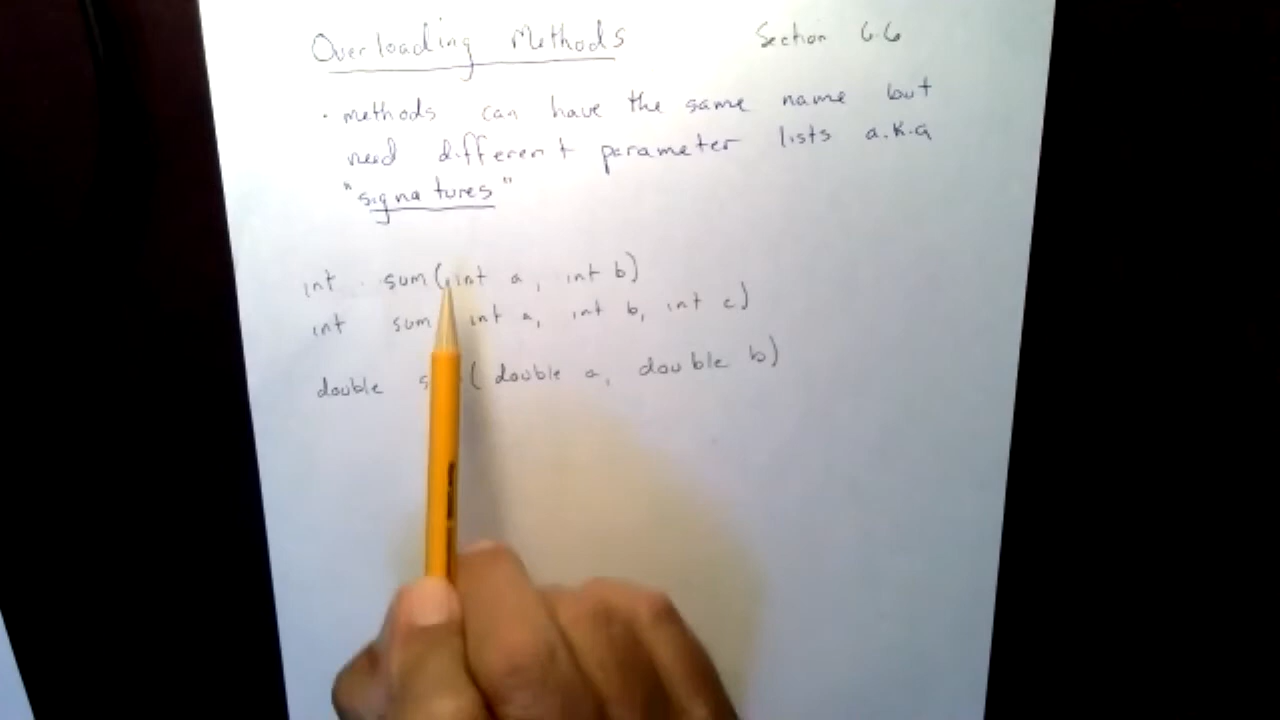 Overloading Methods Section 6.6
· methods can have the same name but
need different parameter lists a.k.a
"signatures"
int sum(int a, int b)
int sum int a, int b, int c)
double ( double a, double b)